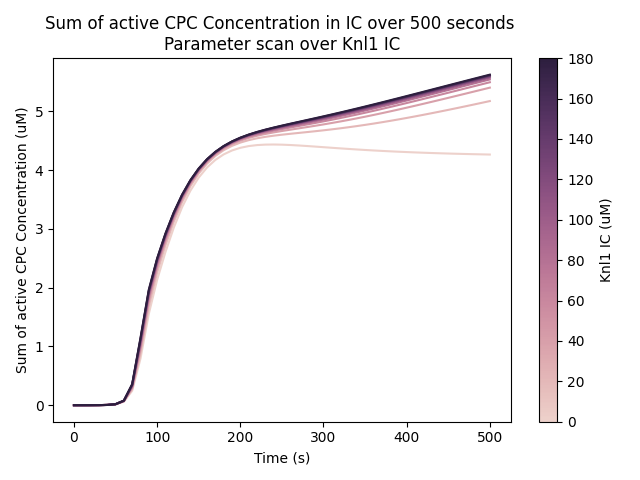 Sum of active CPC Concentration in IC over 500 seconds
Parameter scan over Knl1 IC
Sum of active CPC Concentration (uM)
5
4
3
2
1
0
0 100 200 300 400 500
Time (s)
180
160
140
120
100
80
60
40
20
0
Knl1 IC (uM)